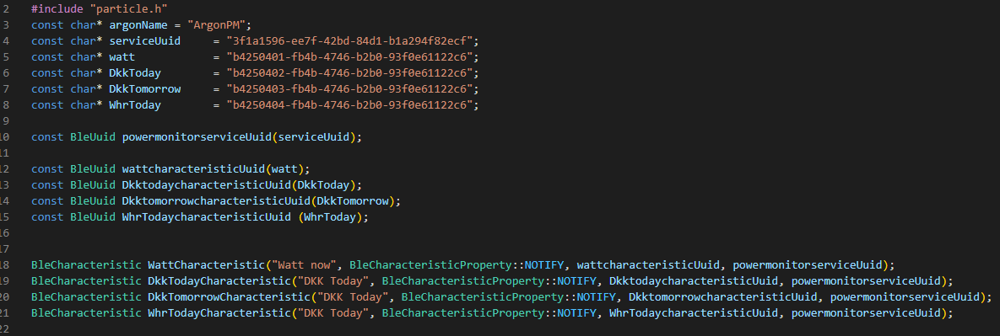 2 #include "particle.h"
3 const char* argonName = "ArgonPM";
4 const char* serviceUuid     = "3f1a1596-ee7f-42bd-84d1-b1a294f82ecf";
5 const char* watt            = "b4250401-fb4b-4746-b2b0-93f0e61122c6";
6 const char* DkkToday        = "b4250402-fb4b-4746-b2b0-93f0e61122c6";
7 const char* DkkTomorrow     = "b4250403-fb4b-4746-b2b0-93f0e61122c6";
8 const char* WhrToday        = "b4250404-fb4b-4746-b2b0-93f0e61122c6";
9
10 const BleUuid powermonitorserviceUuid(serviceUuid);
11
12 const BleUuid wattcharacteristicUuid(watt);
13 const BleUuid DkktodaycharacteristicUuid(DkkToday);
14 const BleUuid DkktomorrowcharacteristicUuid(DkkTomorrow);
15 const BleUuid WhrTodaycharacteristicUuid (WhrToday);
16
17
18 BleCharacteristic WattCharacteristic("Watt now", BleCharacteristicProperty::NOTIFY, wattcharacteristicUuid, powermonitorserviceUuid);
19 BleCharacteristic DkkTodayCharacteristic("DKK Today", BleCharacteristicProperty::NOTIFY, DkktodaycharacteristicUuid, powermonitorserviceUuid);
20 BleCharacteristic DkkTomorrowCharacteristic("DKK Today", BleCharacteristicProperty::NOTIFY, DkktomorrowcharacteristicUuid, powermonitorserviceUuid);
21 BleCharacteristic WhrTodayCharacteristic("DKK Today", BleCharacteristicProperty::NOTIFY, WhrTodaycharacteristicUuid, powermonitorserviceUuid);
22